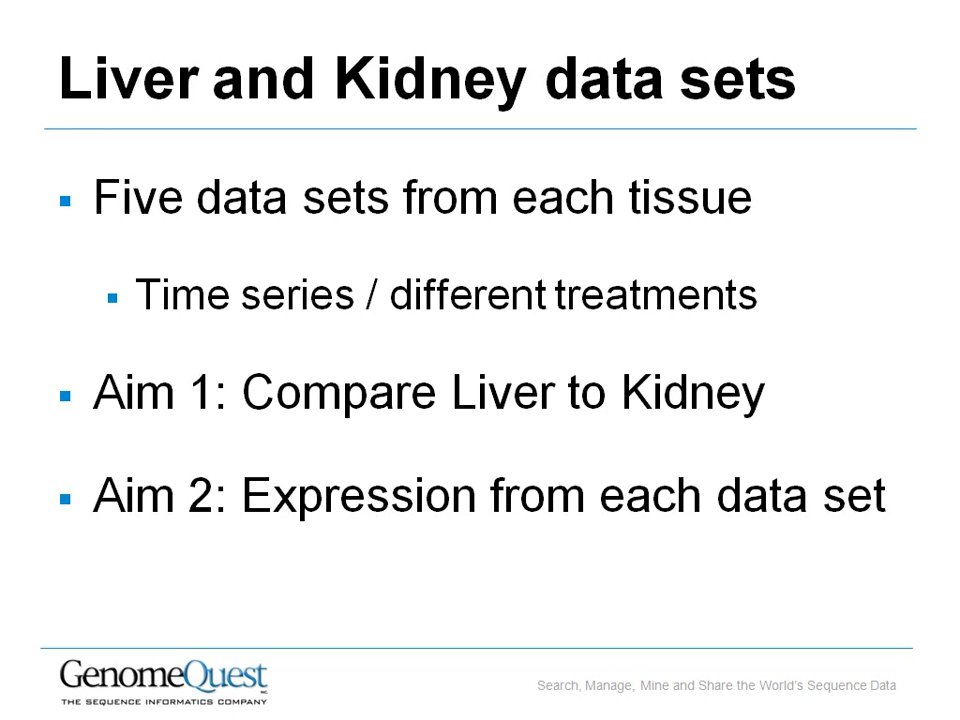 Liver and Kidney data sets
Five data sets from each tissue
Time series / different treatments
Aim 1: Compare Liver to Kidney
Aim 2: Expression from each data set
GenomeQuest INC
THE SEQUENCE INFORMATICS COMPANY
Search, Manage, Mine and Share the World's Sequence Data